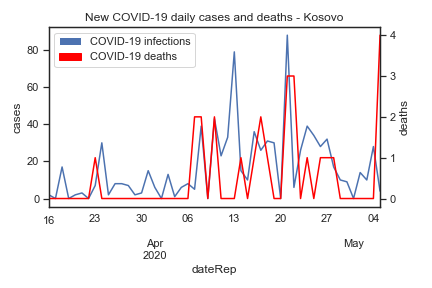 New COVID-19 daily cases and deaths - Kosovo
COVID-19 infections
COVID-19 deaths
cases
80
60
40
20
0
deaths
4
3
2
1
0
16 23 30 06 13 20 27 04
Apr May
2020
dateRep